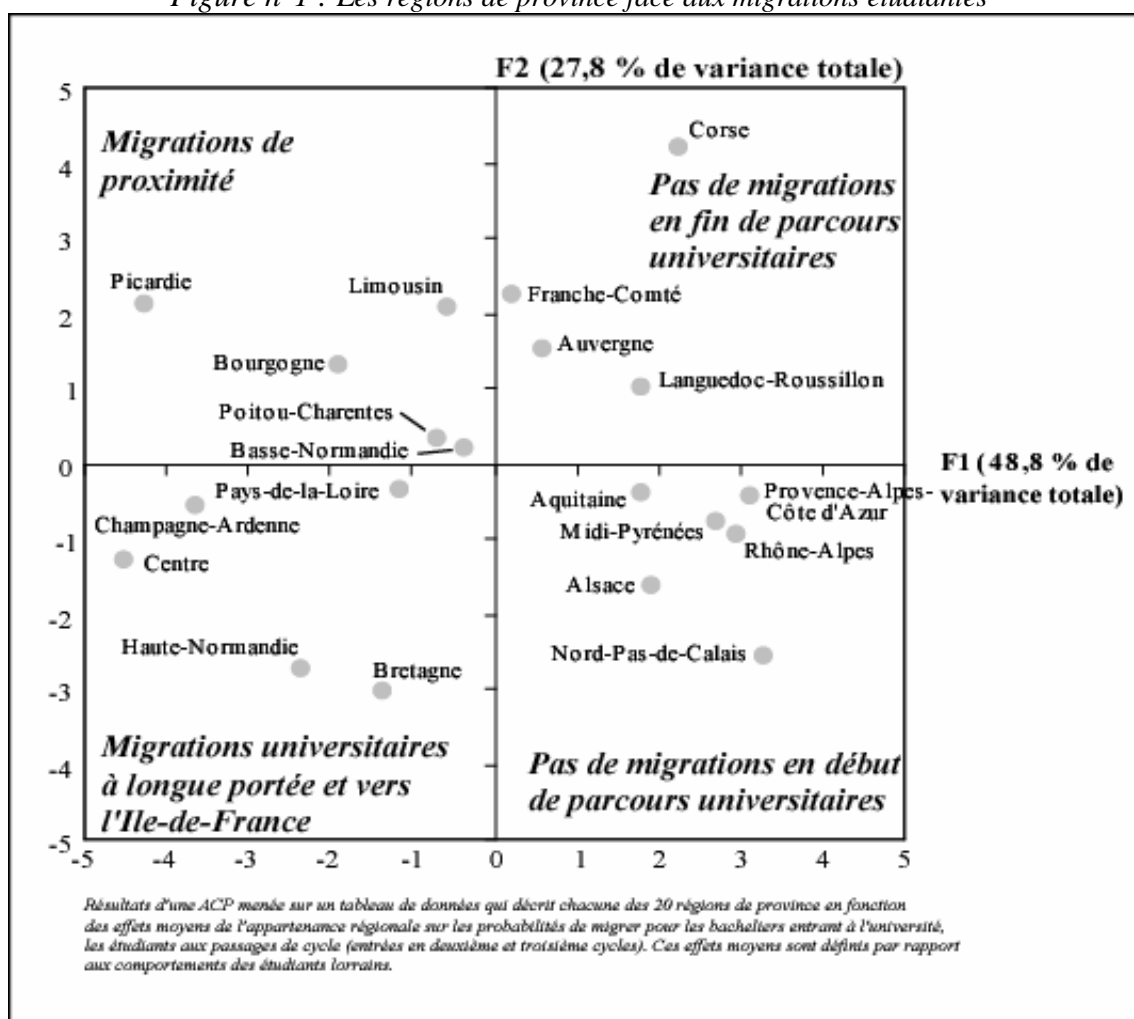 Figure n°1 : Les régions de province face aux migrations étudiantes
F2 (27,8 % de variance totale)
5
4
3
2
1
0
-1
-2
-3
-4
-5
Migrations de
proximité
Corse
Pas de migrations
en fin de parcours
universitaires
Picardie
Limousin
Franche-Comté
Bourgogne
Auvergne
Languedoc-Roussillon
Poitou-Charentes
Basse-Normandie
F1 (48,8 % de
variance totale)
Pays-de-la-Loire
Champagne-Ardenne
Centre
Aquitaine
Provence-Alpes-
Côte d'Azur
Midi-Pyrénées
Rhône-Alpes
Alsace
Haute-Normandie
Bretagne
Nord-Pas-de-Calais
Migrations universitaires
à longue portée et vers
l'Ile-de-France
Pas de migrations en début
de parcours universitaires
-5 -4 -3 -2 -1 0 1 2 3 4 5
Résultats d'une ACP menée sur un tableau de données qui décrit chacune des 20 régions de province en fonction
des effets moyens de l'appartenance régionale sur les probabilités de migrer pour les bacheliers entrant à l'université,
les étudiants aux passages de cycle (entrées en deuxième et troisième cycles). Ces effets moyens sont définis par rapport
aux comportements des étudiants lorrains.